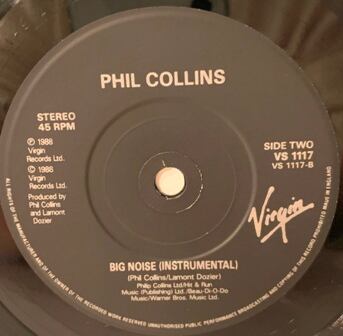 PHIL COLLINS
STEREO
45 RPM
℗ 1988
Virgin
Records Ltd.
© 1988
Virgin
Records Ltd.
Produced by
Phil Collins
and Lamont
Dozier
SIDE TWO
VS 1117
VS 1117-B
Virgin
BIG NOISE (INSTRUMENTAL)
(Phil Collins/Lamont Dozier)
Philip Collins Ltd/Hit & Run
Music (Publishing) Ltd./Beau-Di-O-Do
Music/Warner Bros. Music Ltd.
ALL RIGHTS OF THE MANUFACTURER AND OF THE OWNER OF THE RECORDED WORK RESERVED UNAUTHORISED PUBLIC PERFORMANCE BROADCASTING AND COPYING OF THIS RECORD PROHIBITED MADE IN ENGLAND